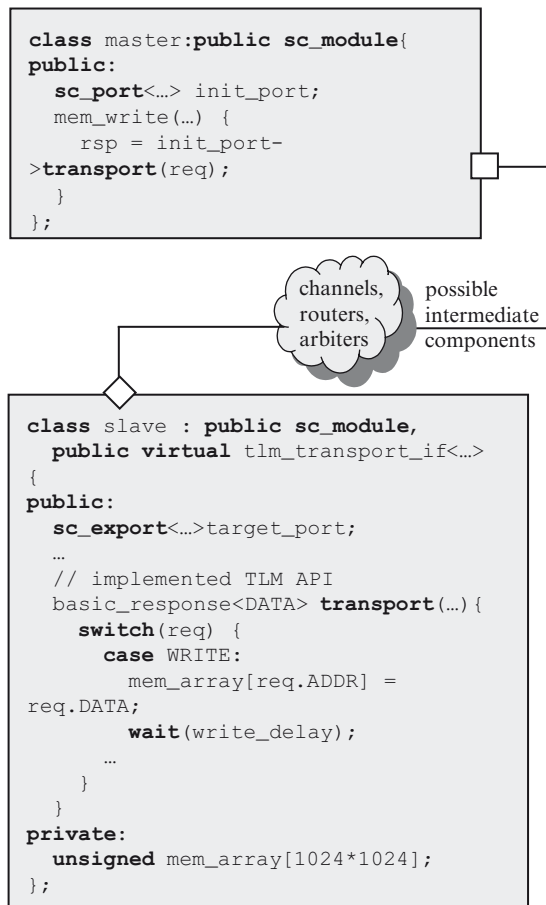 class master:public sc_module{
public:
  sc_port<…> init_port;
  mem_write(…) {
    rsp = init_port-
>transport(req);
  }
};
channels,
routers,
arbiters
possible
intermediate
components
class slave : public sc_module,
  public virtual tlm_transport_if<…>
{
public:
  sc_export<…>target_port;
  …
  // implemented TLM API
  basic_response<DATA> transport(…){
    switch(req) {
      case WRITE:
        mem_array[req.ADDR] =
req.DATA;
        wait(write_delay);
      …
    }
  }
private:
  unsigned mem_array[1024*1024];
};